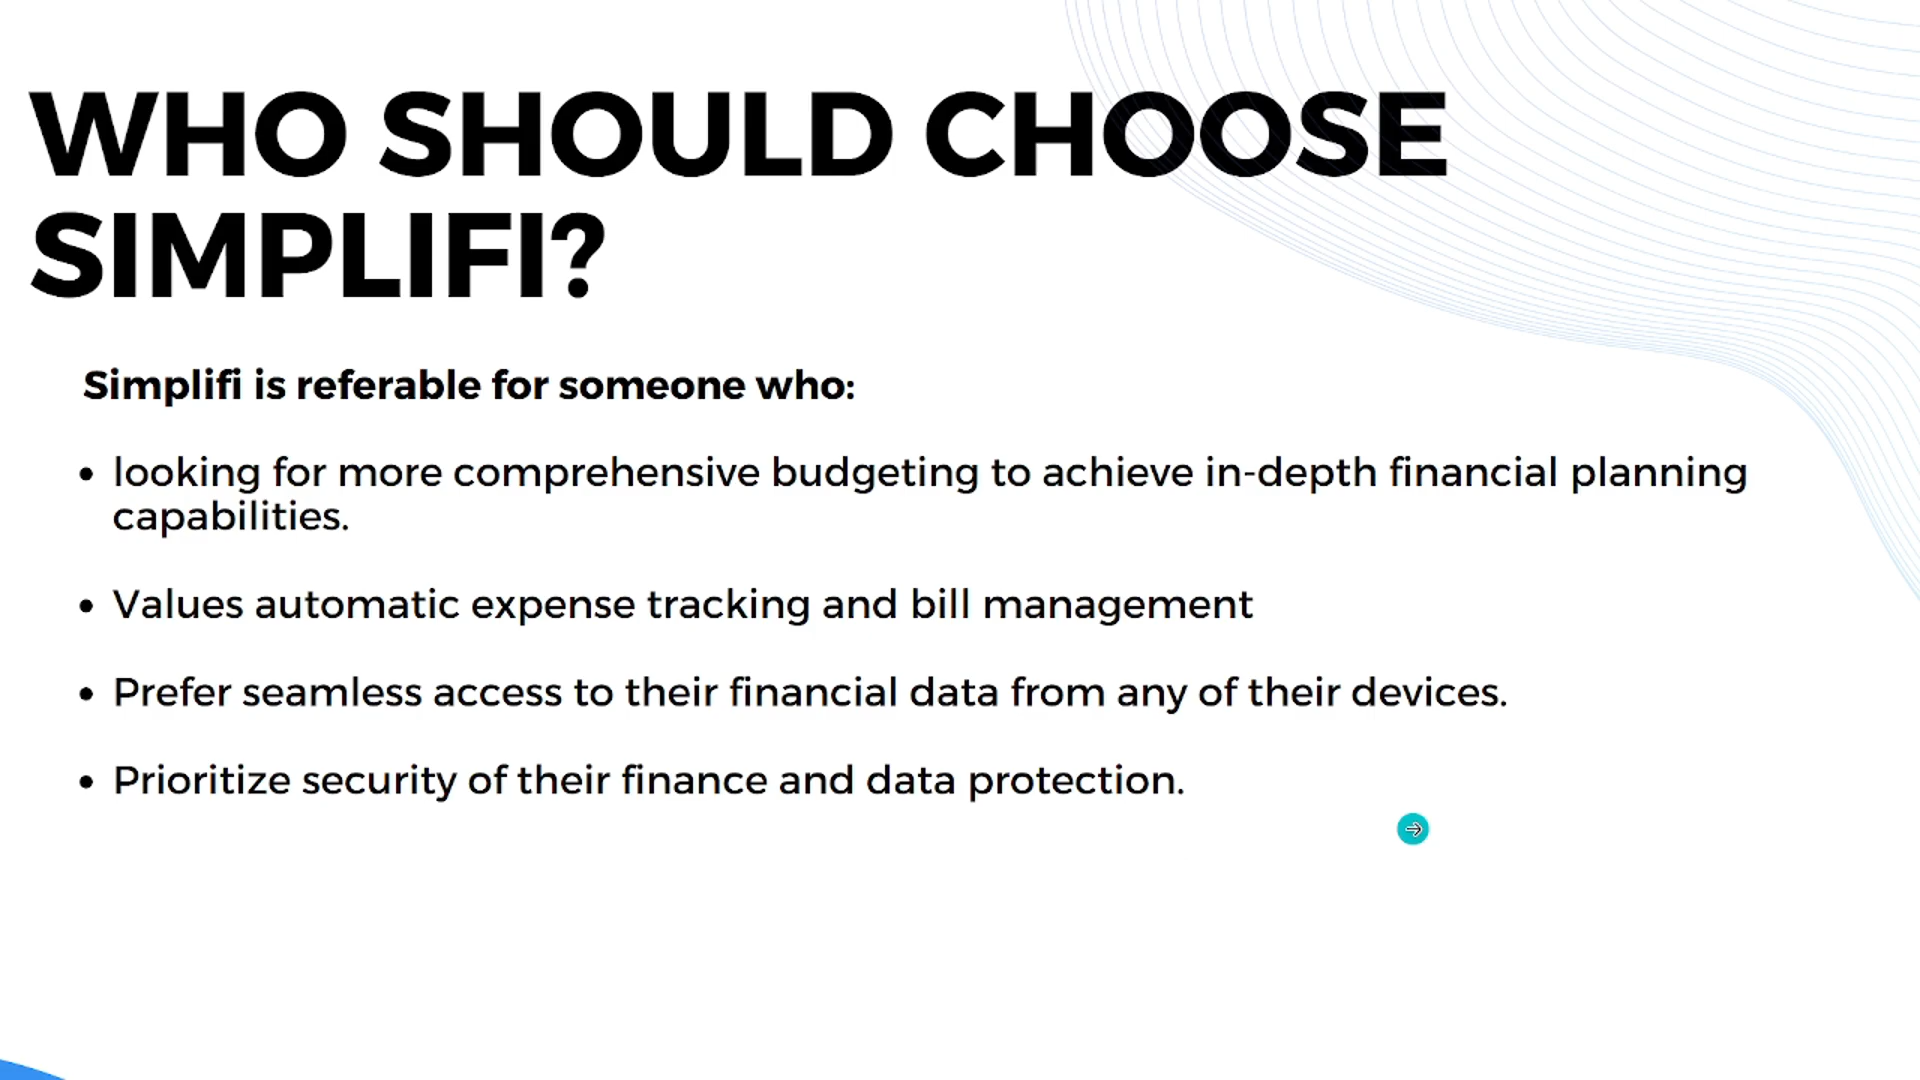 WHO SHOULD CHOOSE
SIMPLIFI?
Simplifi is referable for someone who:
• looking for more comprehensive budgeting to achieve in-depth financial planning
capabilities.
• Values automatic expense tracking and bill management
• Prefer seamless access to their financial data from any of their devices.
• Prioritize security of their finance and data protection.